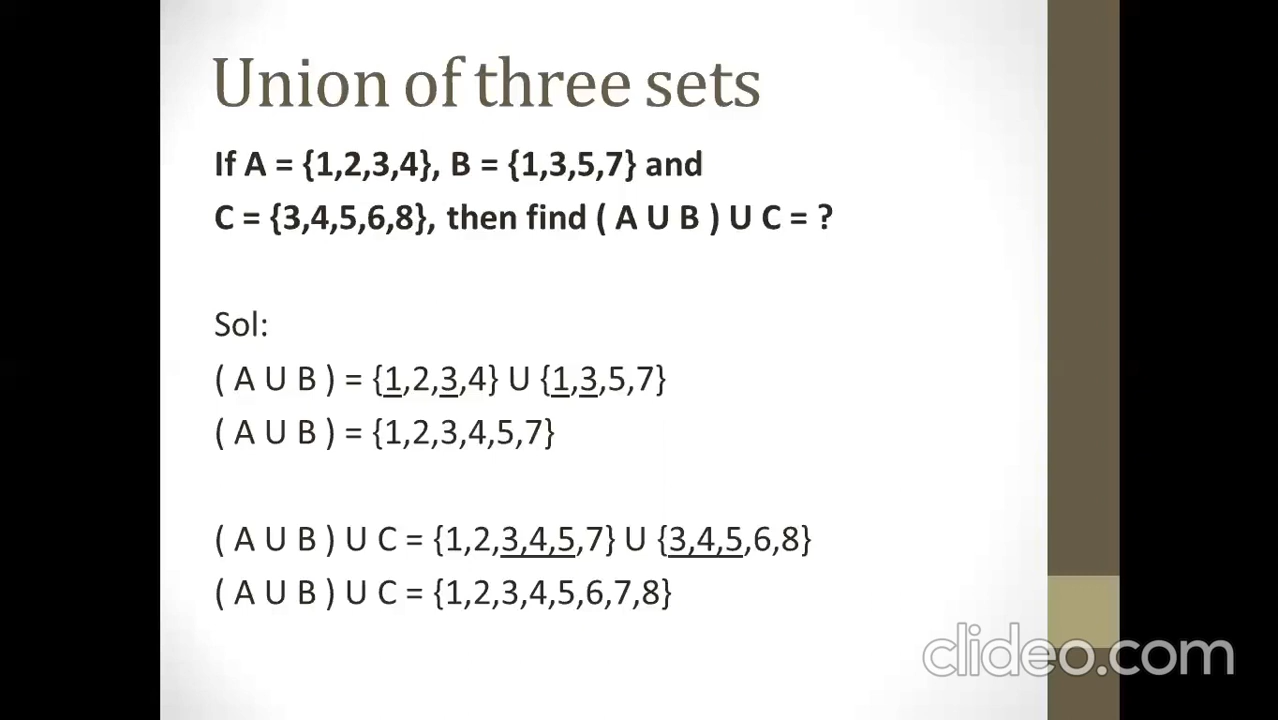 Union of three sets
If A = {1,2,3,4}, B = {1,3,5,7} and
C = {3,4,5,6,8}, then find ( A U B ) U C = ?
Sol:
( A U B ) = {1,2,3,4} U {1,3,5,7}
( A U B ) = {1,2,3,4,5,7}
( A U B ) U C = {1,2,3,4,5,7} U {3,4,5,6,8}
( A U B ) U C = {1,2,3,4,5,6,7,8}
clideo.com